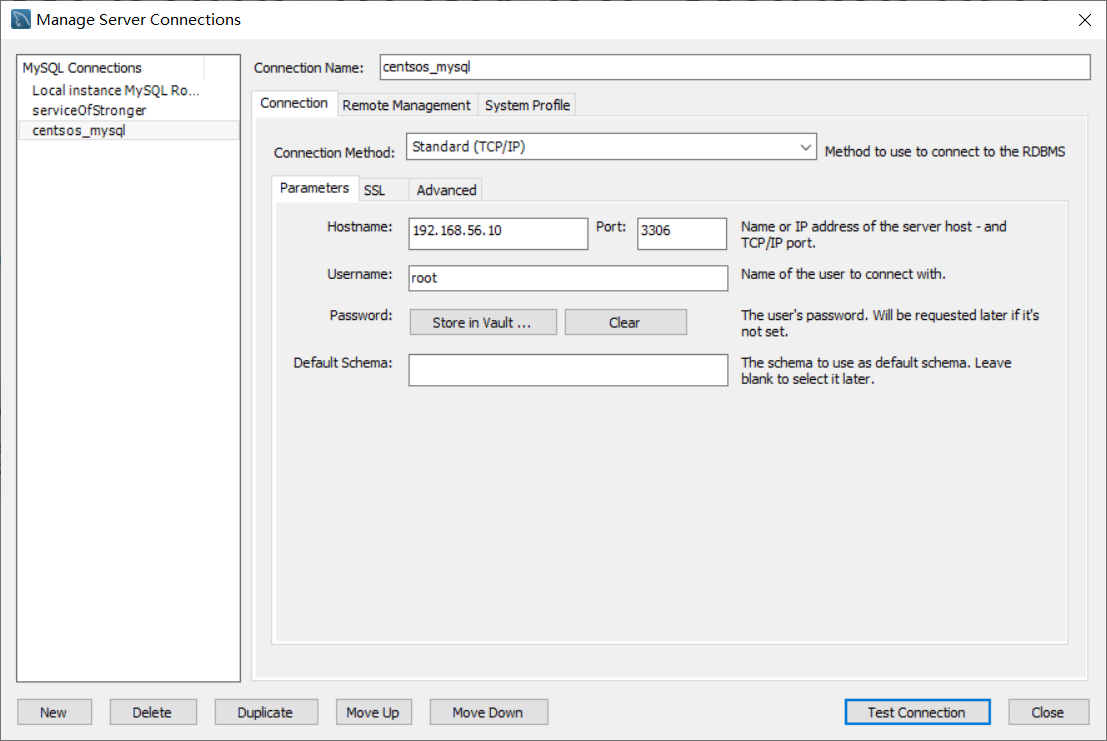 Manage Server Connections
MySQL Connections
Local instance MySQL Ro...
serviceOfStronger
centsos_mysql
Connection Name: centsos_mysql
Connection Remote Management System Profile
Connection Method: Standard (TCP/IP) Method to use to connect to the RDBMS
Parameters SSL Advanced
Hostname: 192.168.56.10 Port: 3306 Name or IP address of the server host - and
TCP/IP port.
Username: root Name of the user to connect with.
Password: Store in Vault ... Clear The user's password. Will be requested later if it's
not set.
Default Schema: The schema to use as default schema. Leave
blank to select it later.
New Delete Duplicate Move Up Move Down Test Connection Close